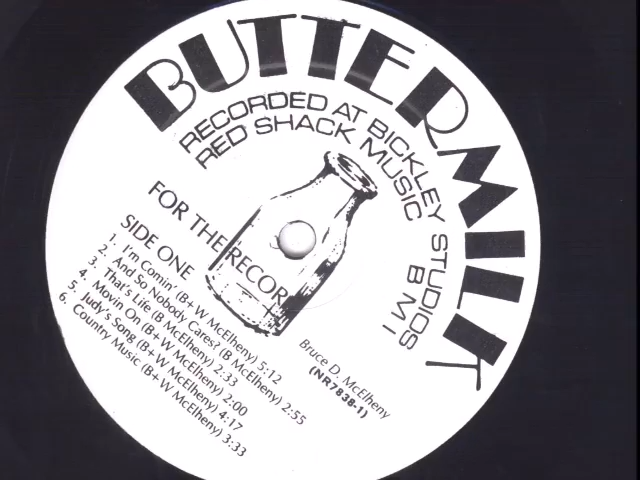 BUTTERMILK
RECORDED AT BICKLEY STUDIOS
RED SHACK MUSIC BMI
FOR THE RECORD
SIDE ONE
1. I'm Comin' (B+W McElheny) 5:12
2. And So Nobody Cares? (B McElheny) 2:55
3. That's Life (B McElheny) 2:33
4. Movin On (B+W McElheny) 2:00
5. Judy's Song (B+W McElheny) 4:17
6. Country Music (B+W McElheny) 3:33
Bruce D. McElheny
(NR7838-1)